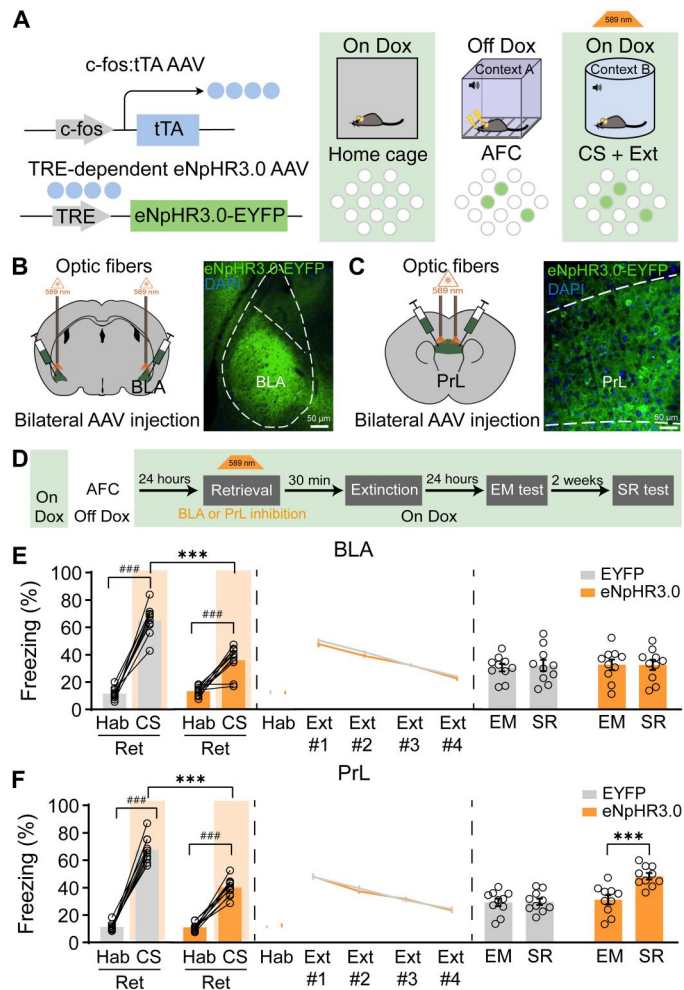 A
c-fos:tTA AAV
c-fos
tTA
TRE-dependent eNpHR3.0 AAV
TRE
eNpHR3.0-EYFP
589 nm
On Dox
Off Dox
On Dox
Context A
Context B
Home cage
AFC
CS + Ext
B
Optic fibers
589 nm
589 nm
BLA
Bilateral AAV injection
eNpHR3.0-EYFP
DAPI
BLA
50 µm
C
Optic fibers
589 nm
PrL
Bilateral AAV injection
eNpHR3.0-EYFP
DAPI
PrL
50 µm
D
On
Dox
AFC
Off Dox
24 hours
589 nm
Retrieval
BLA or PrL inhibition
30 min
Extinction
24 hours
EM test
2 weeks
SR test
On Dox
E
BLA
Freezing (%)
100
80
60
40
20
0
###
***
###
EYFP
eNpHR3.0
Hab CS
Ret
Hab CS
Ret
Hab
Ext #1
Ext #2
Ext #3
Ext #4
EM SR
EM SR
F
PrL
Freezing (%)
100
80
60
40
20
0
###
***
###
EYFP
eNpHR3.0
***
Hab CS
Ret
Hab CS
Ret
Hab
Ext #1
Ext #2
Ext #3
Ext #4
EM SR
EM SR